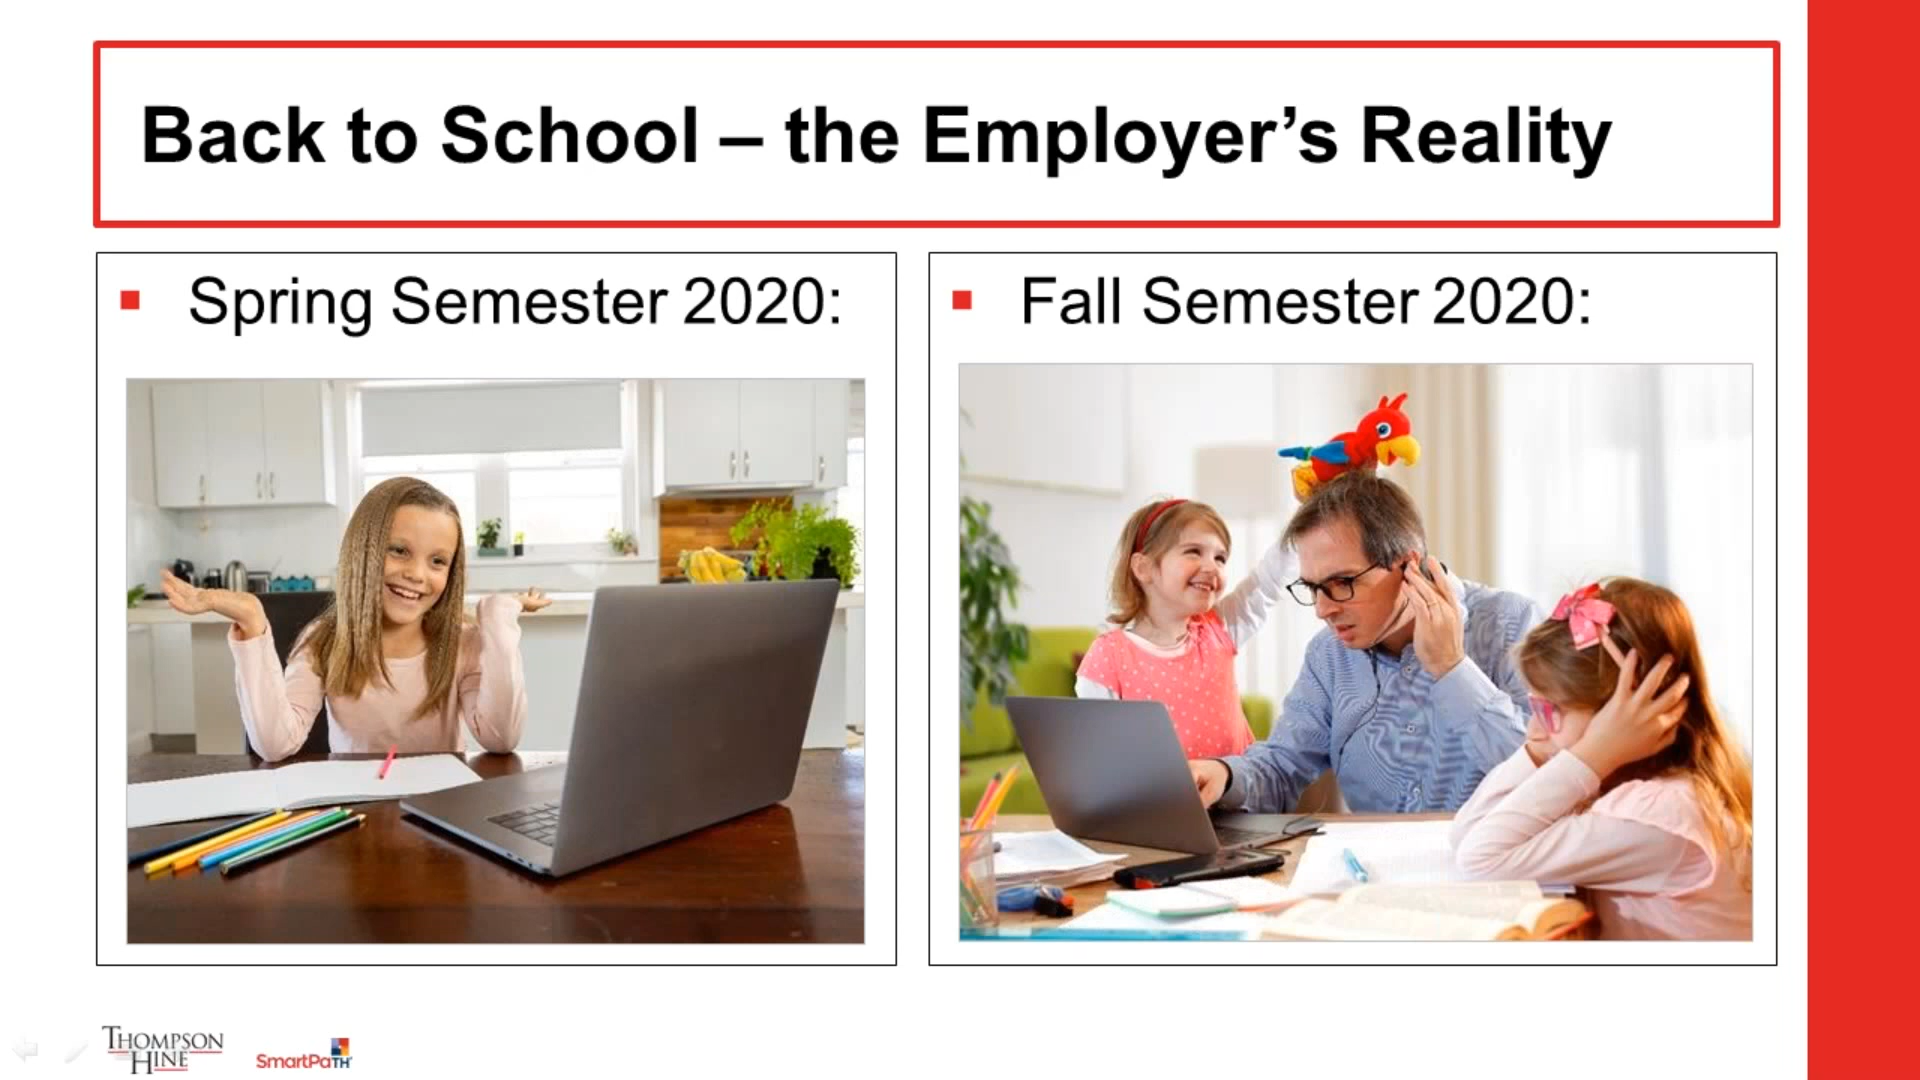 Back to School – the Employer’s Reality
Spring Semester 2020:
Fall Semester 2020:
THOMPSON
HINE
SmartPaTH